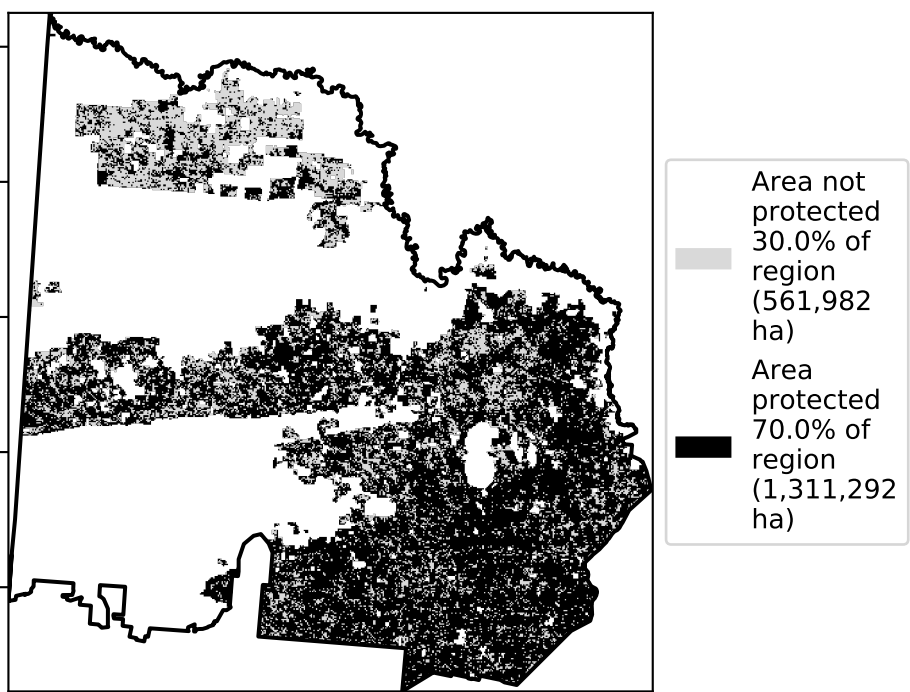 Area not
protected
30.0% of
region
(561,982
ha)
Area
protected
70.0% of
region
(1,311,292
ha)